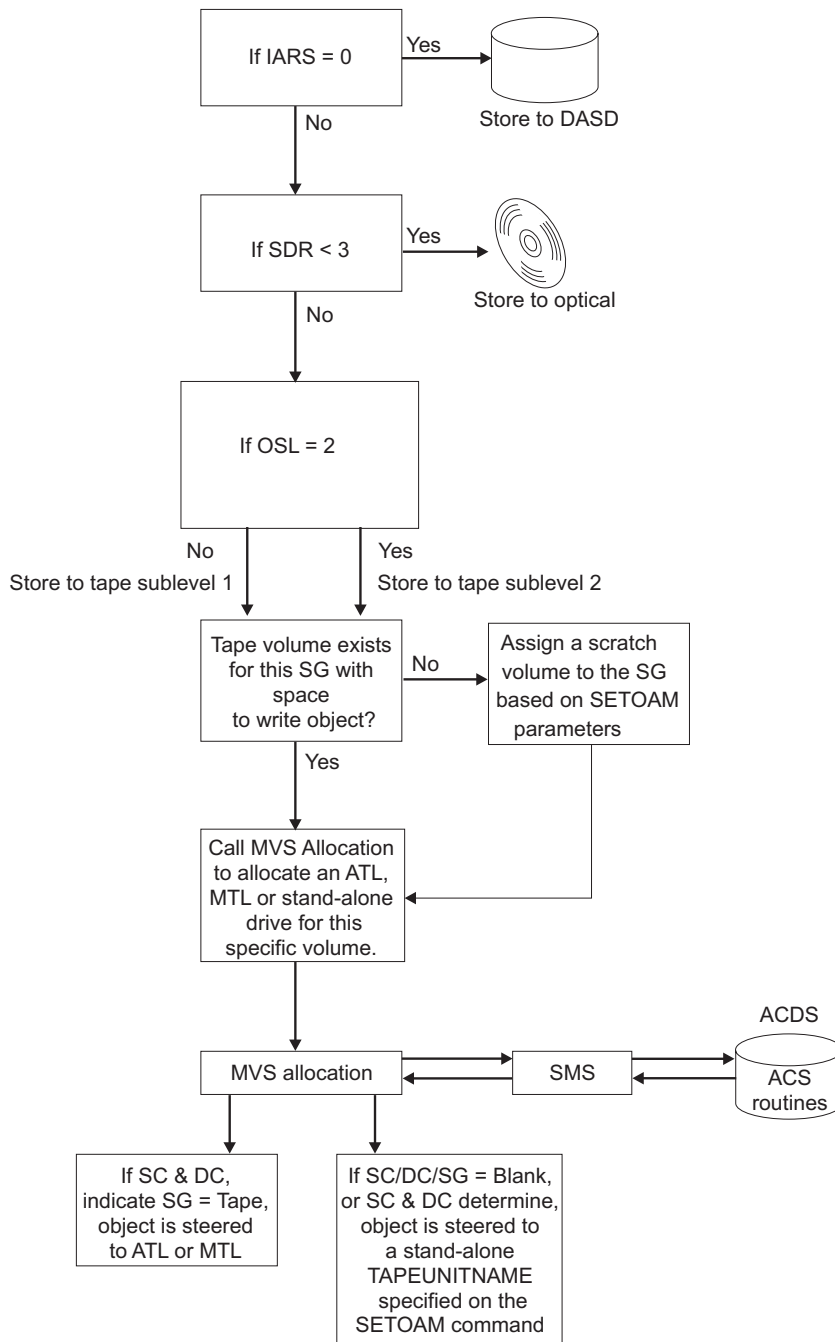 If IARS = 0
Yes
Store to DASD
No
If SDR < 3
Yes
Store to optical
No
If OSL = 2
No
Yes
Store to tape sublevel 1
Store to tape sublevel 2
Tape volume exists
for this SG with
space
to write object?
No
Assign a scratch
volume to the SG
based on SETOAM
parameters
Yes
Call MVS Allocation
to allocate an ATL,
MTL or stand-alone
drive for this
specific volume.
ACDS
MVS allocation
SMS
ACS
routines
If SC & DC,
indicate SG = Tape,
object is steered
to ATL or MTL
If SC/DC/SG = Blank,
or SC & DC determine,
object is steered to
a stand-alone
TAPEUNITNAME
specified on the
SETOAM command